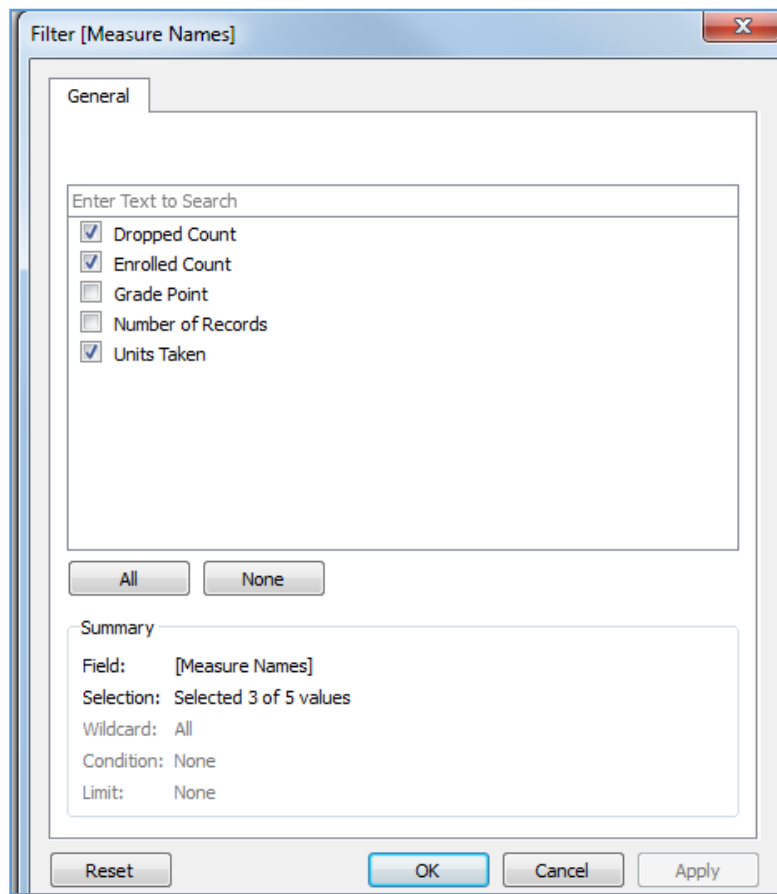 Filter [Measure Names]
X
General
Enter Text to Search
Dropped Count
Enrolled Count
Grade Point
Number of Records
Units Taken
All None
Summary
Field: [Measure Names]
Selection: Selected 3 of 5 values
Wildcard: All
Condition: None
Limit: None
Reset OK Cancel Apply